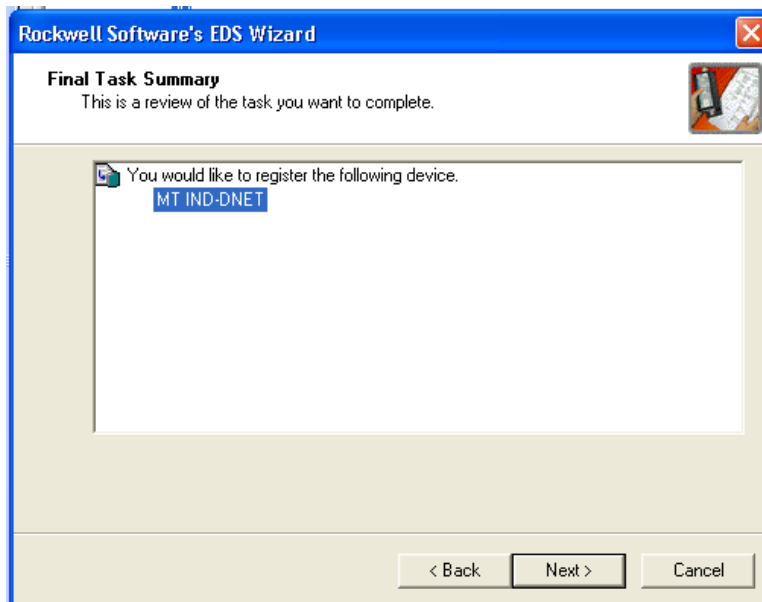 Rockwell Software's EDS Wizard
Final Task Summary
This is a review of the task you want to complete.
You would like to register the following device.
MT IND-DNET
< Back
Next >
Cancel